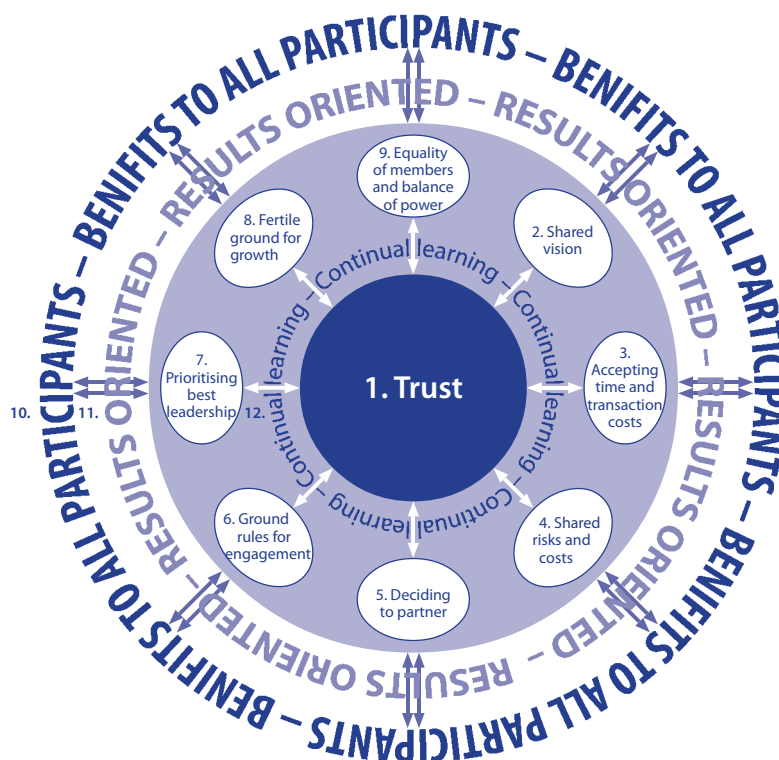 BENIFITS TO ALL PARTICIPANTS – BENIFITS TO ALL PARTICIPANTS – BENIFITS TO ALL PARTICIPANTS – BENIFITS TO ALL PARTICIPANTS –
RESULTS ORIENTED – RESULTS ORIENTED – RESULTS ORIENTED – RESULTS ORIENTED – RESULTS ORIENTED –
Continual learning – Continual learning – Continual learning – Continual learning –
1. Trust
2. Shared
vision
3.
Accepting
time and
transaction
costs
4. Shared
risks and
costs
5. Deciding
to partner
6. Ground
rules for
engagement
7.
Prioritising
best
leadership
8. Fertile
ground for
growth
9. Equality
of members
and balance
of power
10.
11.
12.